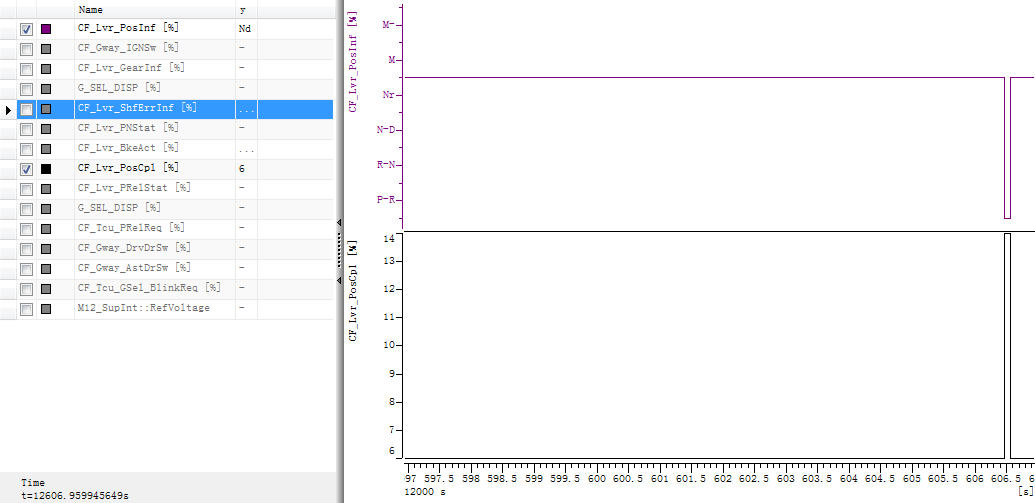 Name y
CF_Lvr_PosInf [%] Nd
CF_Gway_IGNSw [%] -
CF_Lvr_GearInf [%] -
G_SEL_DISP [%] -
CF_Lvr_ShfErrInf [%] ...
CF_Lvr_PNStat [%] -
CF_Lvr_BkeAct [%] ...
CF_Lvr_PosCpl [%] 6
CF_Lvr_PRelStat [%] -
G_SEL_DISP [%] -
CF_Tcu_PRelReq [%] -
CF_Gway_DrvDrSw [%] -
CF_Gway_AstDrSw [%] -
CF_Tcu_GSel_BlinkReq [%] -
M12_SupInt::RefVoltage -
Time
t=12606.959945649s
CF_Lvr_PosInf [%]
M-
M
Nr
N-D
R-N
P-R
CF_Lvr_PosCpl [%]
14
13
12
11
10
9
8
7
6
97 597.5 598 598.5 599 599.5 600 600.5 601 601.5 602 602.5 603 603.5 604 604.5 605 605.5 606 606.5 6
12000 s [s]